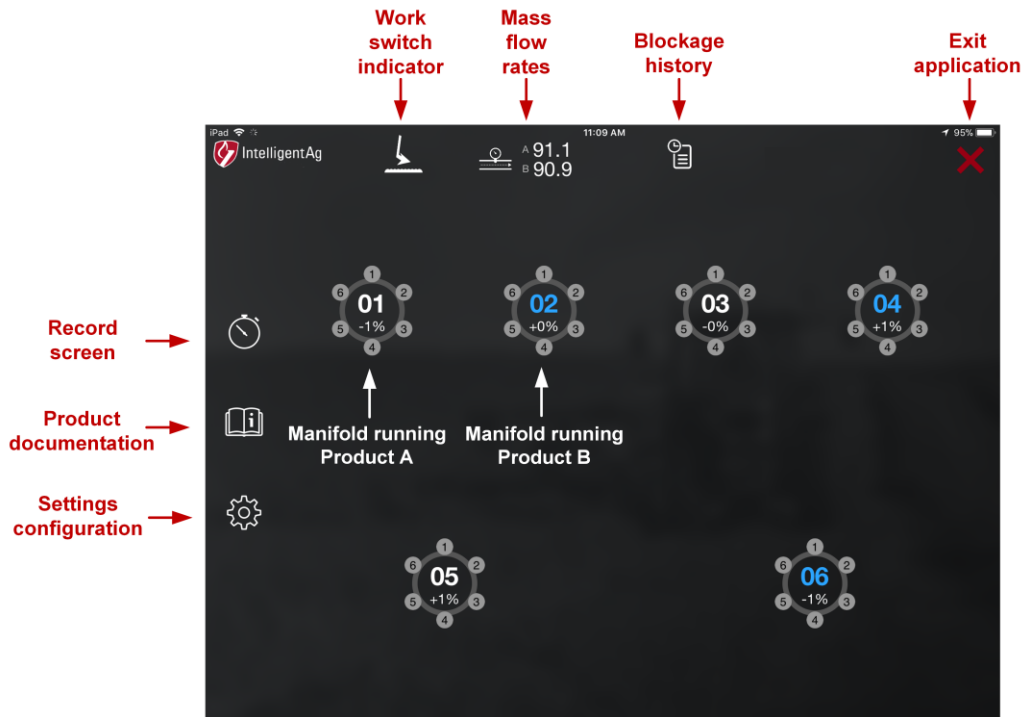 Work
switch
indicator
Mass
flow
rates
Blockage
history
Exit
application
iPad
11:09 AM
95%
IntelligentAg
A 91.1
B 90.9
1
6 2
01
-1%
5 3
4
1
6 2
02
+0%
5 3
4
1
6 2
03
-0%
5 3
4
1
6 2
04
+1%
5 3
4
Record
screen
Manifold running
Product A
Manifold running
Product B
Product
documentation
i
Settings
configuration
1
6 2
05
+1%
5 3
4
1
6 2
06
-1%
5 3
4